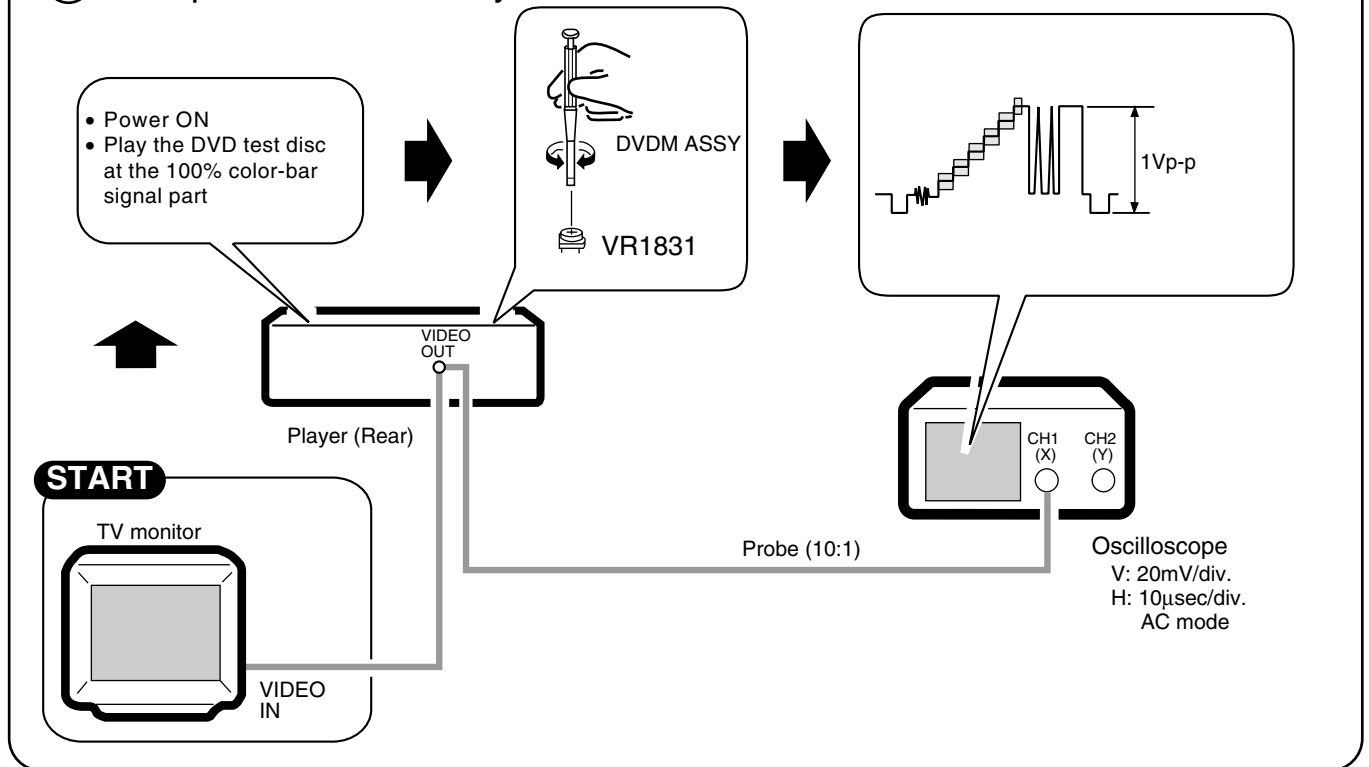 • Power ON
• Play the DVD test disc
at the 100% color-bar
signal part
DVDM ASSY
VR1831
1Vp-p
VIDEO
OUT
Player (Rear)
START
TV monitor
VIDEO
IN
Probe (10:1)
CH1
(X)
CH2
(Y)
Oscilloscope
V: 20mV/div.
H: 10µsec/div.
AC mode